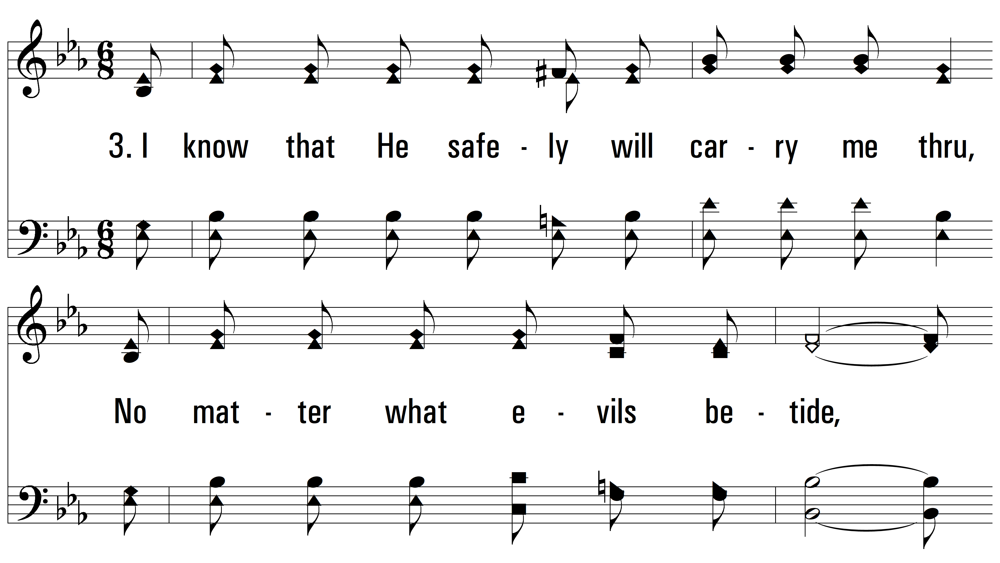 3. I know that He safe - ly will car - ry me thru,
No mat - ter what e - vils be - tide,